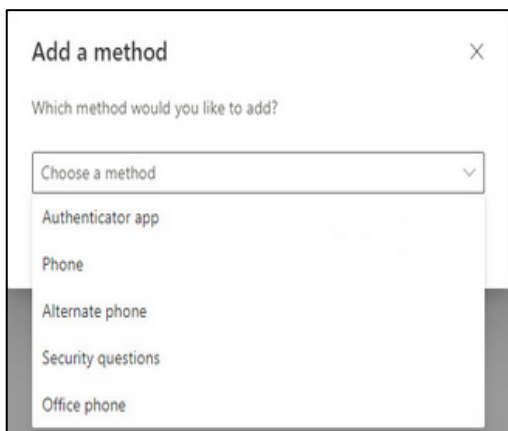 Add a method
Which method would you like to add?
Choose a method
Authenticator app
Phone
Alternate phone
Security questions
Office phone